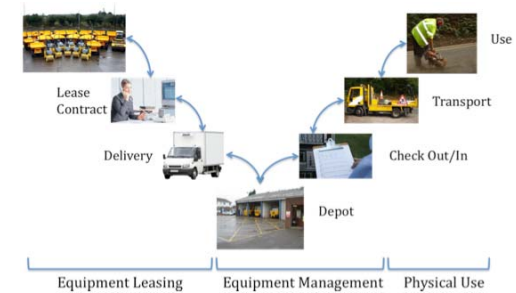 Use
Lease
Contract
Transport
Delivery
Check Out/In
Depot
Equipment Leasing
Equipment Management
Physical Use